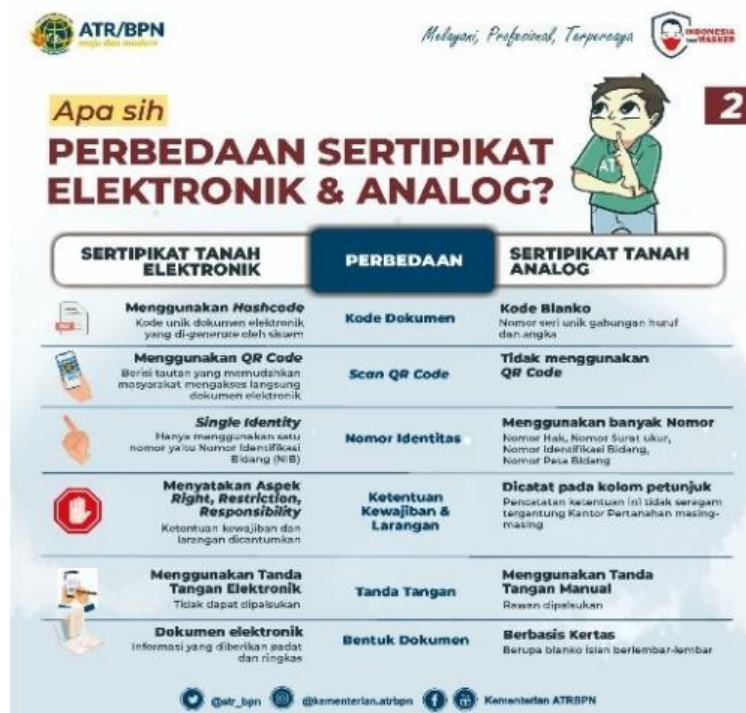 ATR/BPN
maju dan modern
Melayani, Profesional, Terpercaya
INDONESIA
MASKER
2
Apa sih
PERBEDAAN SERTIPIKAT
ELEKTRONIK & ANALOG?
AT
SERTIPIKAT TANAH
ELEKTRONIK
PERBEDAAN
SERTIPIKAT TANAH
ANALOG
Menggunakan Hashcode
Kode unik dokumen elektronik
yang di-generate oleh sistem
Kode Dokumen
Kode Blanko
Nomor seri unik gabungan huruf
dan angka
Menggunakan QR Code
Berisi tautan yang memudahkan
masyarakat mengakses langsung
dokumen elektronik
Scan QR Code
Tidak menggunakan
QR Code
Single Identity
Hanya menggunakan satu
nomor yaitu Nomor Identifikasi
Bidang (NIB)
Nomor Identitas
Menggunakan banyak Nomor
Nomor Hak, Nomor Surat ukur,
Nomor Identifikasi Bidang,
Nomor Peta Bidang
Menyatakan Aspek
Right, Restriction,
Responsibility
Ketentuan kewajiban dan
larangan dicantumkan
Ketentuan
Kewajiban &
Larangan
Dicatat pada kolom petunjuk
Pencatatan ketentuan ini tidak seragam
tergantung Kantor Pertanahan masing-
masing
Menggunakan Tanda
Tangan Elektronik
Tidak dapat dipalsukan
Tanda Tangan
Menggunakan Tanda
Tangan Manual
Rawan dipalsukan
Dokumen elektronik
Informasi yang diberikan padat
dan ringkas
Bentuk Dokumen
Berbasis Kertas
Berupa blanko isian berlembar-lembar
@atr_bpn
@kementerian.atrbpn
Kementerian ATRBPN